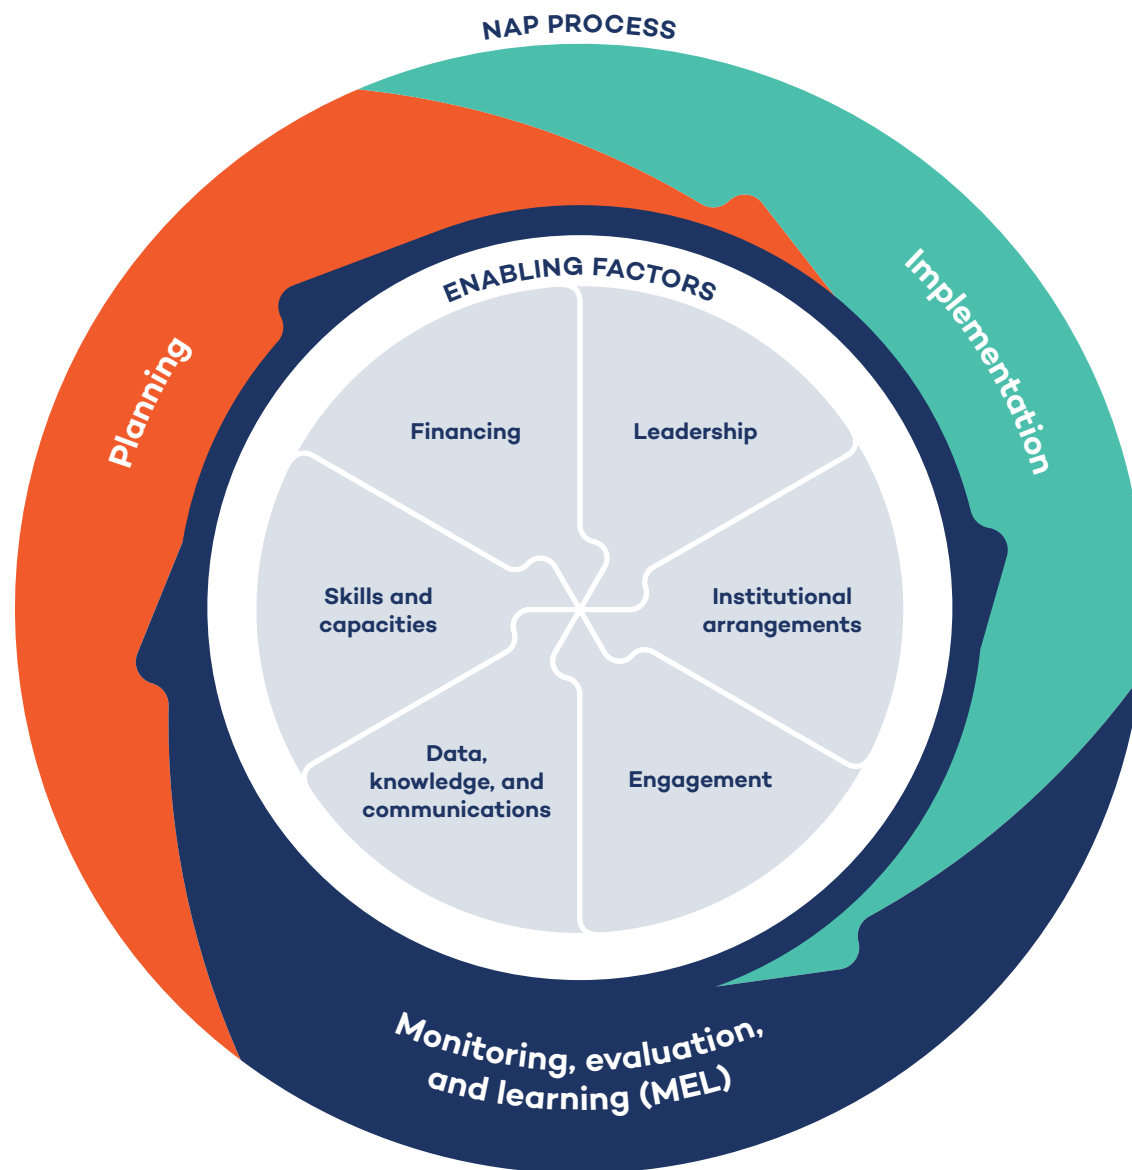 NAP PROCESS
Implementation
Planning
ENABLING FACTORS
Financing
Leadership
Skills and
capacities
Institutional
arrangements
Data,
knowledge, and
communications
Engagement
Monitoring, evaluation,
and learning (MEL)